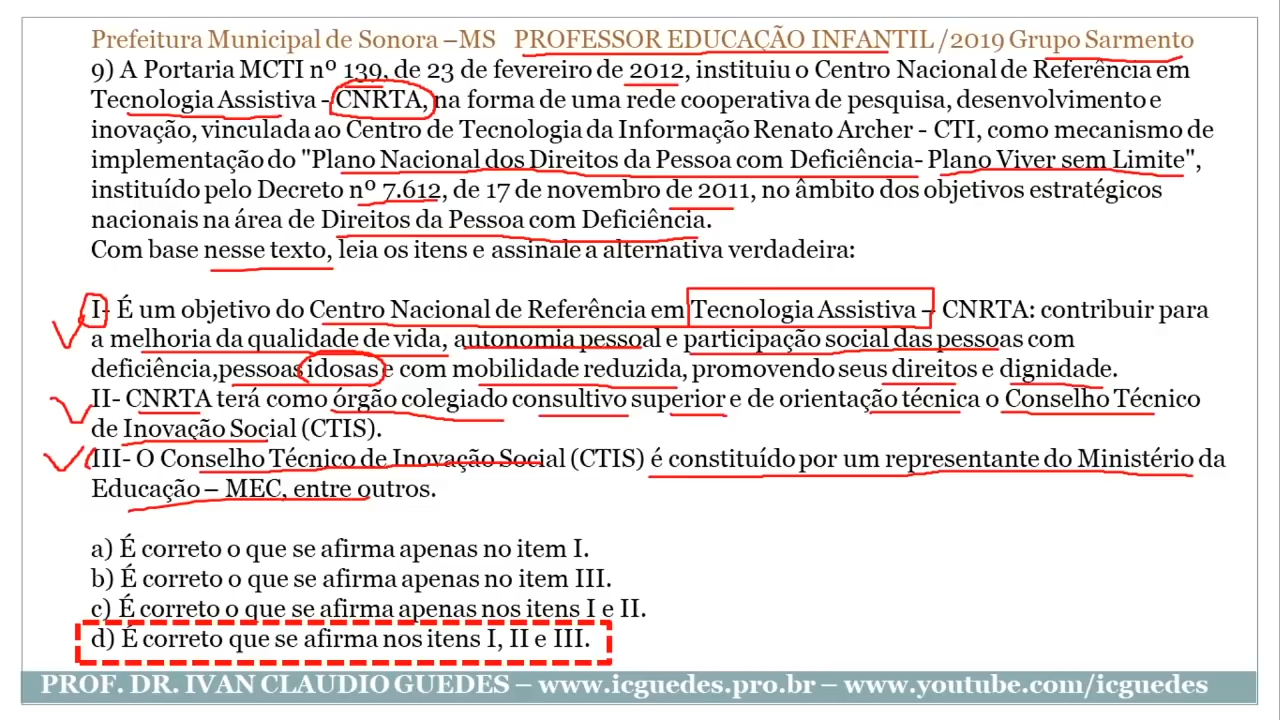 Prefeitura Municipal de Sonora –MS PROFESSOR EDUCAÇÃO INFANTIL /2019 Grupo Sarmento
9) A Portaria MCTI nº 139, de 23 de fevereiro de 2012, instituiu o Centro Nacional de Referência em
Tecnologia Assistiva - CNRTA, na forma de uma rede cooperativa de pesquisa, desenvolvimento e
inovação, vinculada ao Centro de Tecnologia da Informação Renato Archer - CTI, como mecanismo de
implementação do "Plano Nacional dos Direitos da Pessoa com Deficiência- Plano Viver sem Limite",
instituído pelo Decreto nº 7.612, de 17 de novembro de 2011, no âmbito dos objetivos estratégicos
nacionais na área de Direitos da Pessoa com Deficiência.
Com base nesse texto, leia os itens e assinale a alternativa verdadeira:
I- É um objetivo do Centro Nacional de Referência em Tecnologia Assistiva – CNRTA: contribuir para
a melhoria da qualidade de vida, autonomia pessoal e participação social das pessoas com
deficiência,pessoas idosas e com mobilidade reduzida, promovendo seus direitos e dignidade.
II- CNRTA terá como órgão colegiado consultivo superior e de orientação técnica o Conselho Técnico
de Inovação Social (CTIS).
III- O Conselho Técnico de Inovação Social (CTIS) é constituído por um representante do Ministério da
Educação – MEC, entre outros.
a) É correto o que se afirma apenas no item I.
b) É correto o que se afirma apenas no item III.
c) É correto o que se afirma apenas nos itens I e II.
d) É correto que se afirma nos itens I, II e III.
PROF. DR. IVAN CLAUDIO GUEDES – www.icguedes.pro.br – www.youtube.com/icguedes